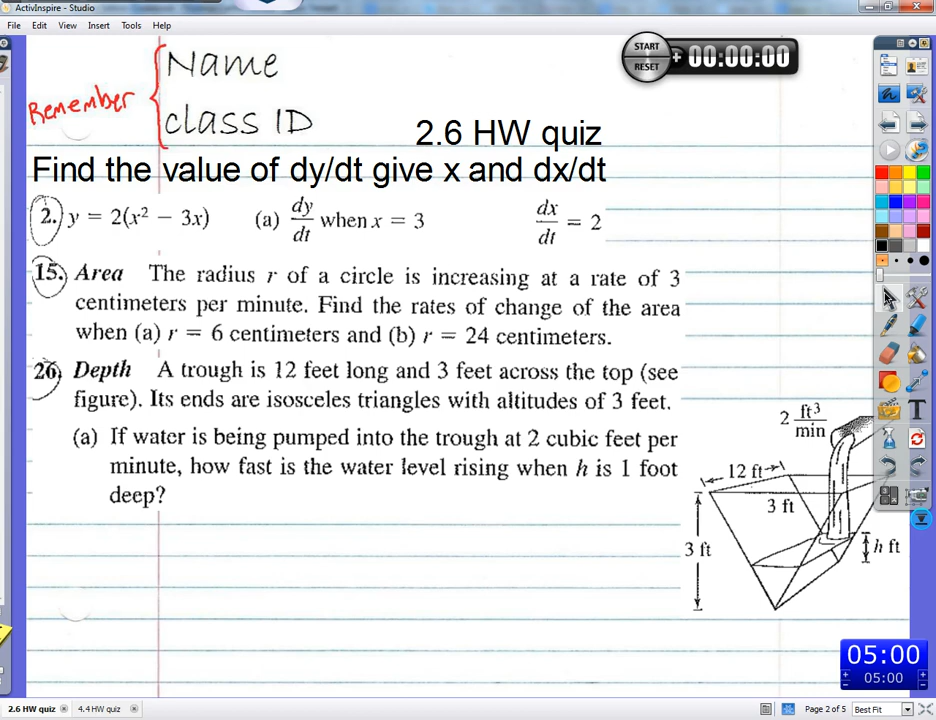 ActivInspire - Studio
File Edit View Insert Tools Help
Name
Remember
class ID
START
RESET
00:00:00
2.6 HW quiz
Find the value of dy/dt give x and dx/dt
2. y = 2(x² − 3x) (a) dy/dt when x = 3 dx/dt = 2
15. Area The radius r of a circle is increasing at a rate of 3
centimeters per minute. Find the rates of change of the area
when (a) r = 6 centimeters and (b) r = 24 centimeters.
26. Depth A trough is 12 feet long and 3 feet across the top (see
figure). Its ends are isosceles triangles with altitudes of 3 feet.
(a) If water is being pumped into the trough at 2 cubic feet per
minute, how fast is the water level rising when h is 1 foot
deep?
2 ft³/min
12 ft
3 ft
3 ft
h ft
05:00
05:00
2.6 HW quiz 4.4 HW quiz Page 2 of 5 Best Fit